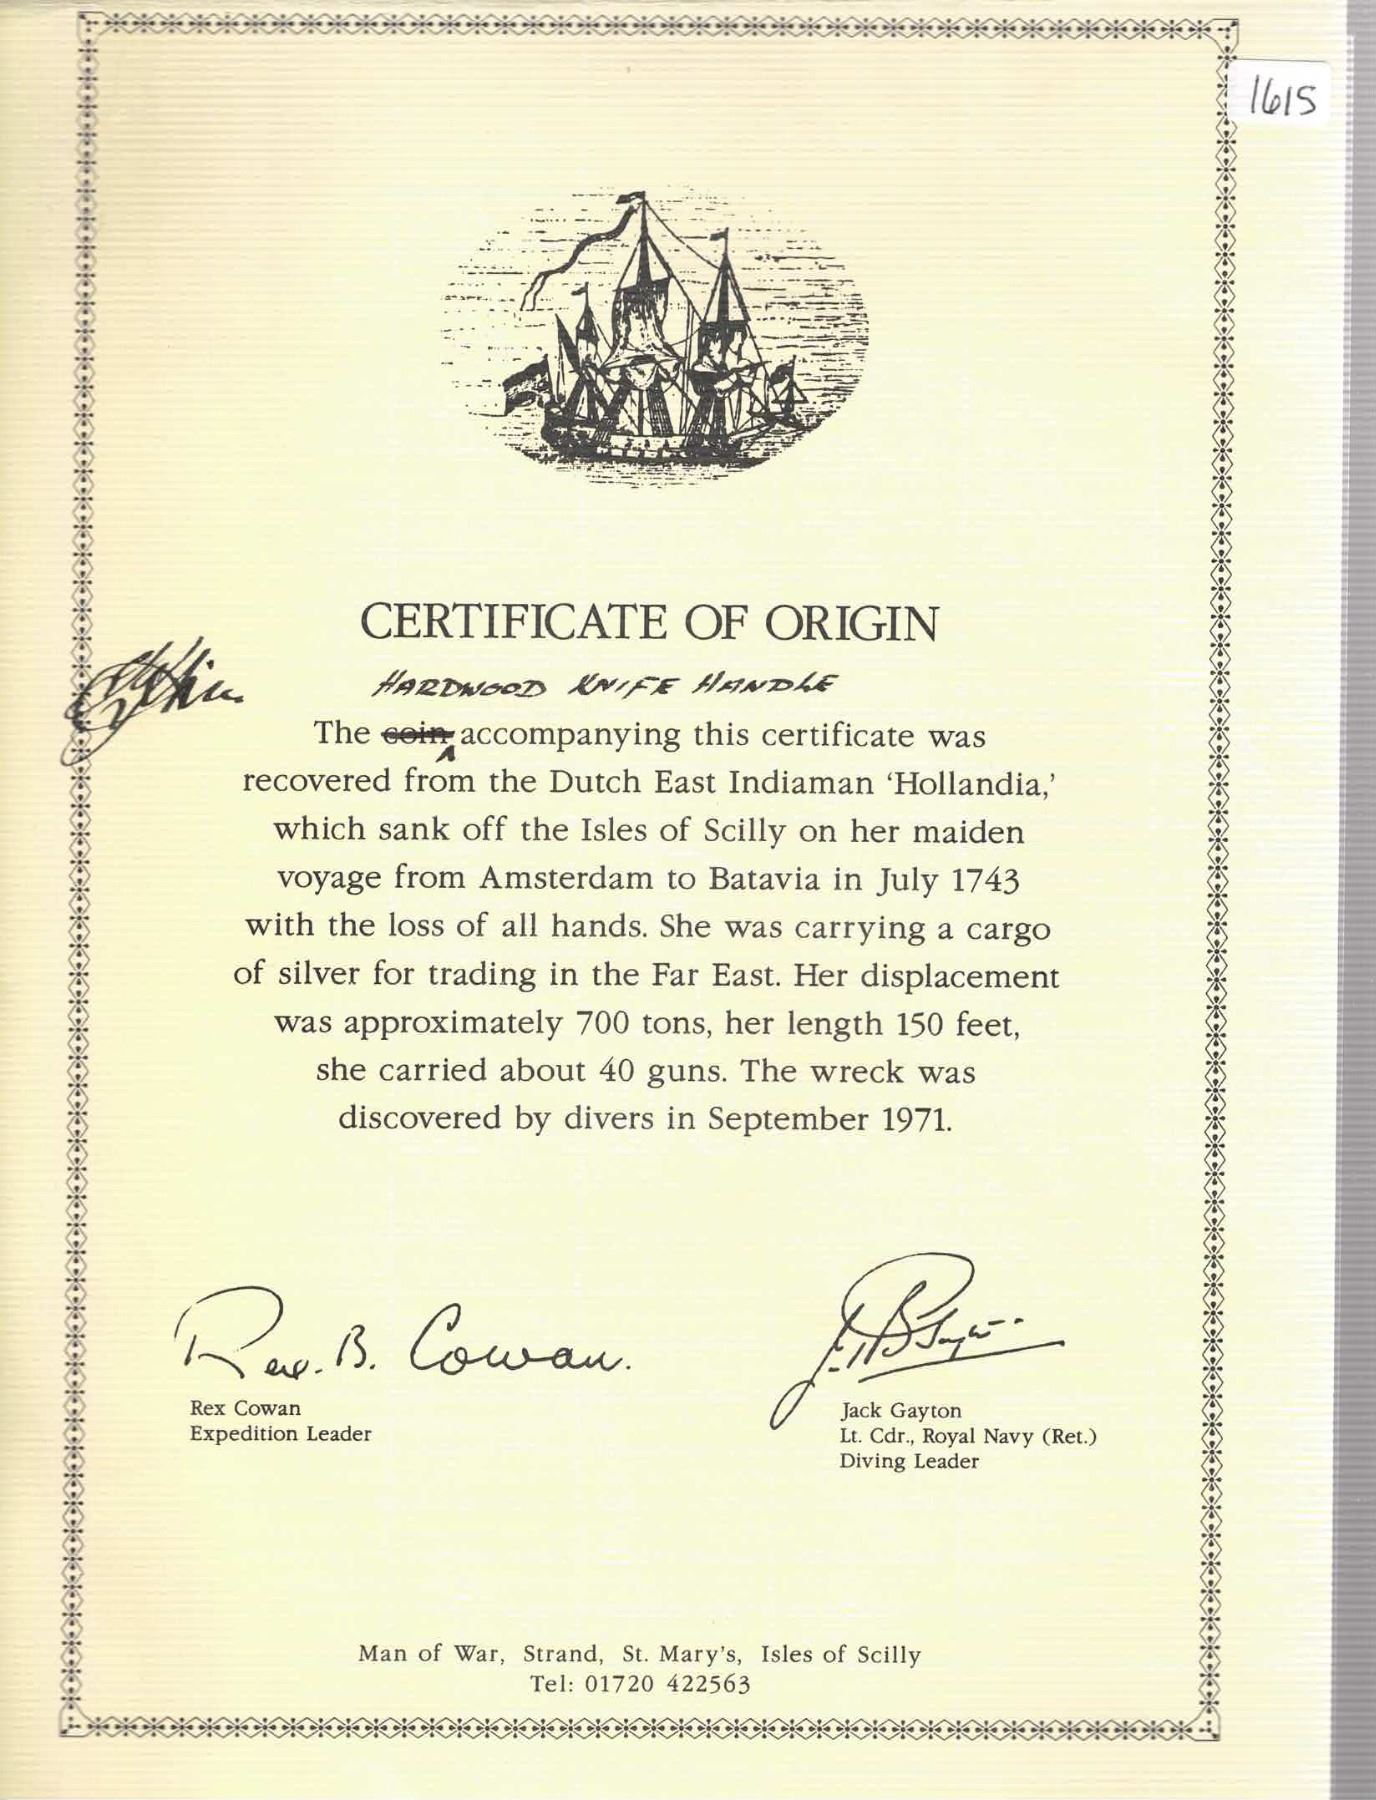 1615
CERTIFICATE OF ORIGIN
HARDWOOD KNIFE HANDLE
The coin accompanying this certificate was
recovered from the Dutch East Indiaman ‘Hollandia,’
which sank off the Isles of Scilly on her maiden
voyage from Amsterdam to Batavia in July 1743
with the loss of all hands. She was carrying a cargo
of silver for trading in the Far East. Her displacement
was approximately 700 tons, her length 150 feet,
she carried about 40 guns. The wreck was
discovered by divers in September 1971.
Rex. B. Cowan.
Rex Cowan
Expedition Leader
Jack Gayton
Lt. Cdr., Royal Navy (Ret.)
Diving Leader
Man of War, Strand, St. Mary's, Isles of Scilly
Tel: 01720 422563